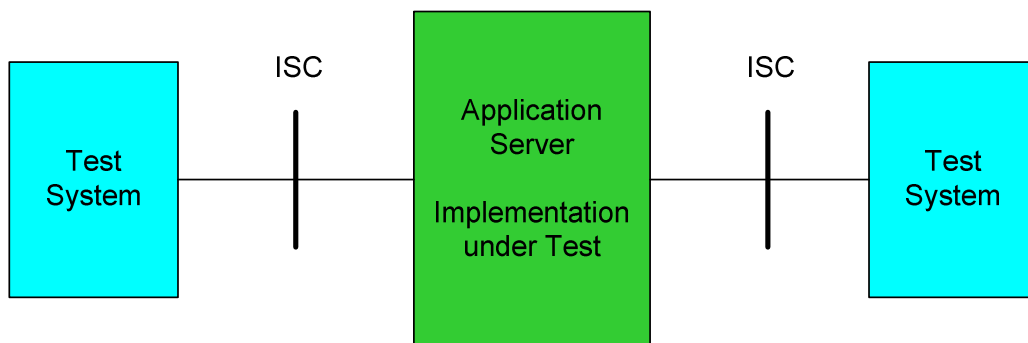 ISC
ISC
Test
System
Application
Server
Implementation
under Test
Test
System